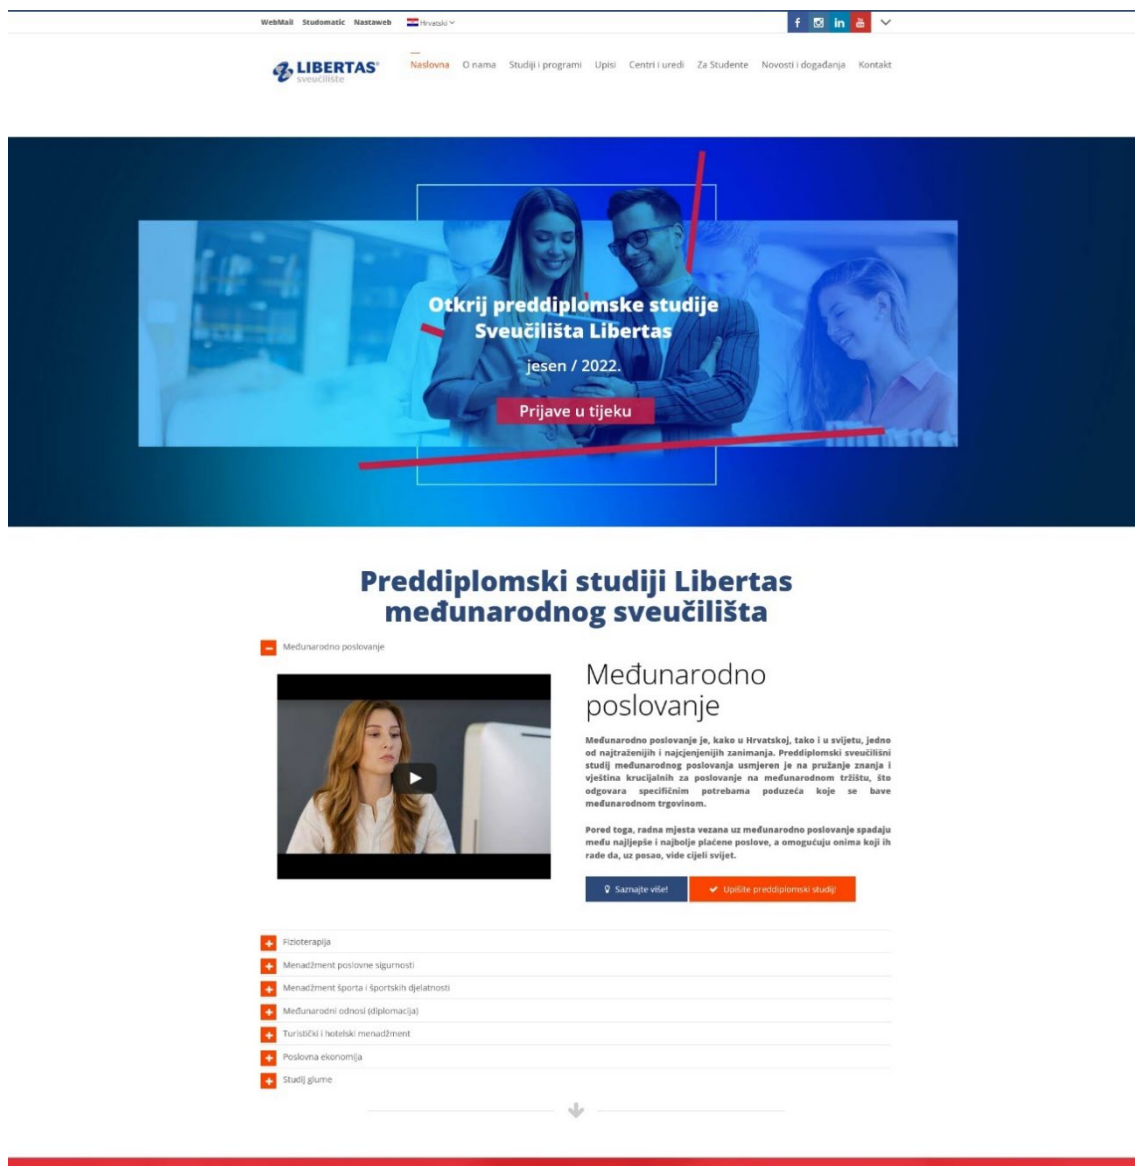 WebMail Studomatic Nastaweb Hrvatski
LIBERTAS®
sveučilište
Naslovna O nama Studiji i programi Upisi Centri i uredi Za Studente Novosti i događanja Kontakt
Otkrij preddiplomske studije
Sveučilišta Libertas
jesen / 2022.
Prijave u tijeku
Preddiplomski studiji Libertas
međunarodnog sveučilišta
Međunarodno poslovanje
Međunarodno
poslovanje
Međunarodno poslovanje je, kako u Hrvatskoj, tako i u svijetu, jedno
od najtraženijih i najcjenjenijih zanimanja. Preddiplomski sveučilišni
studij međunarodnog poslovanja usmjeren je na pružanje znanja i
vještina krucijalnih za poslovanje na međunarodnom tržištu, što
odgovara specifičnim potrebama poduzeća koje se bave
međunarodnom trgovinom.
Pored toga, radna mjesta vezana uz međunarodno poslovanje spadaju
među najljepše i najbolje plaćene poslove, a omogućuju onima koji ih
rade da, uz posao, vide cijeli svijet.
Saznajte više! Upišite preddiplomski studij!
Fizioterapija
Menadžment poslovne sigurnosti
Menadžment športa i športskih djelatnosti
Međunarodni odnosi (diplomacija)
Turistički i hotelski menadžment
Poslovna ekonomija
Studij glume